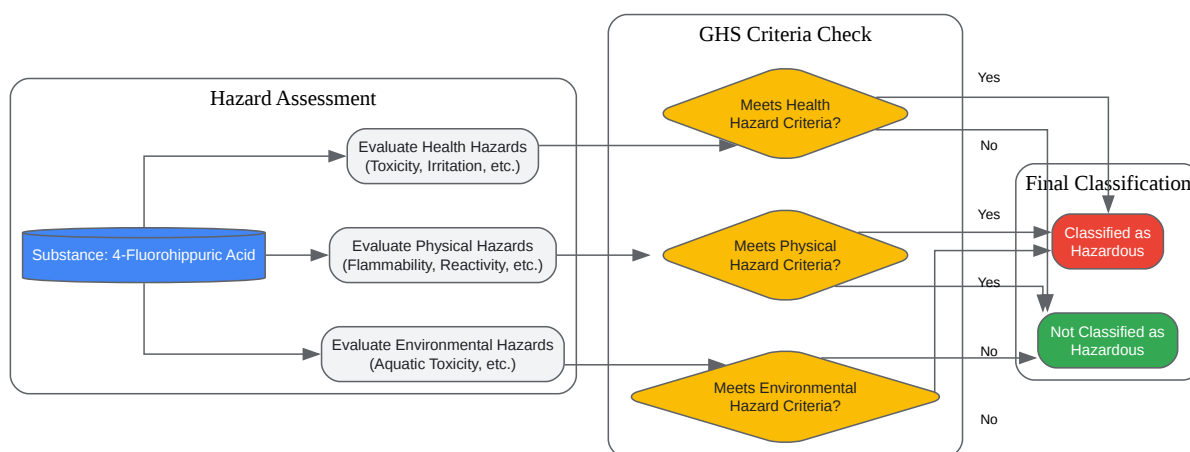 GHS Criteria Check
Hazard Assessment
Evaluate Health Hazards
(Toxicity, Irritation, etc.)
Substance: 4-Fluorohippuric Acid
Evaluate Physical Hazards
(Flammability, Reactivity, etc.)
Evaluate Environmental Hazards
(Aquatic Toxicity, etc.)
Meets Health
Hazard Criteria?
Meets Physical
Hazard Criteria?
Meets Environmental
Hazard Criteria?
Yes
No
Yes
Yes
No
No
Final Classification
Classified as
Hazardous
Not Classified as
Hazardous